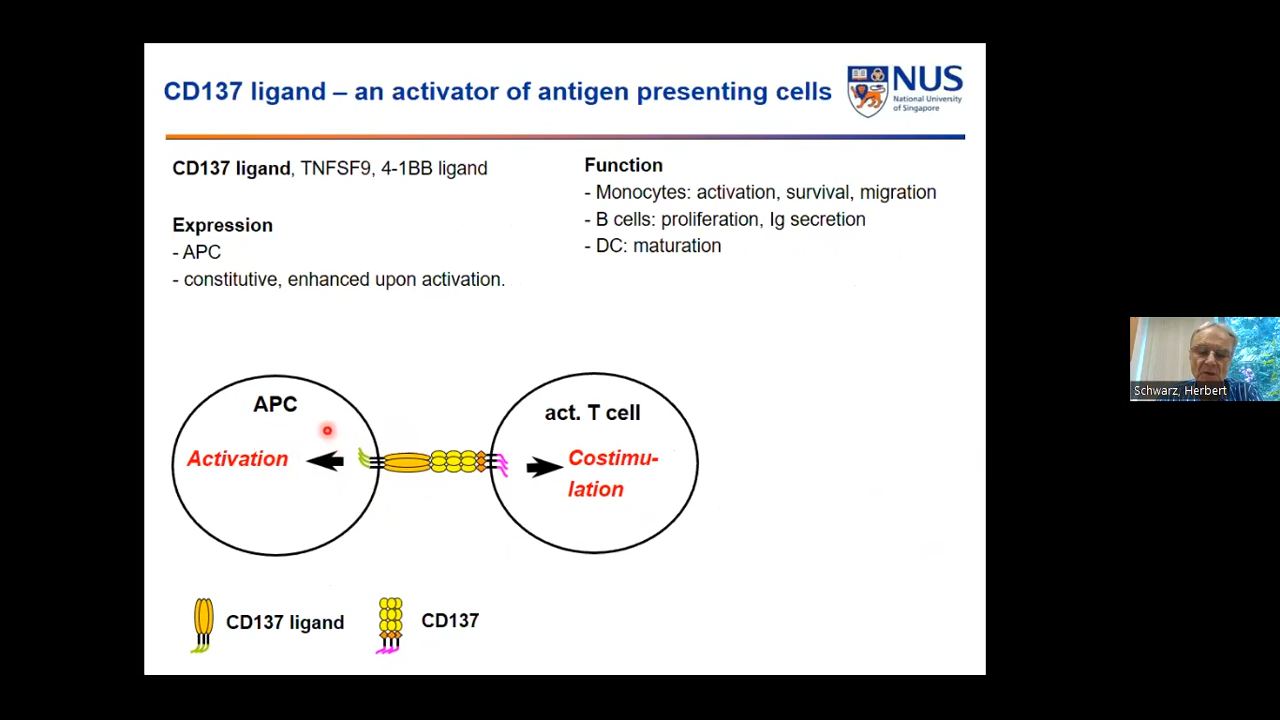 CD137 ligand – an activator of antigen presenting cells
NUS
National University
of Singapore
CD137 ligand, TNFSF9, 4-1BB ligand
Expression
- APC
- constitutive, enhanced upon activation.
Function
- Monocytes: activation, survival, migration
- B cells: proliferation, Ig secretion
- DC: maturation
APC
Activation
act. T cell
Costimu-
lation
CD137 ligand
CD137
Schwarz, Herbert